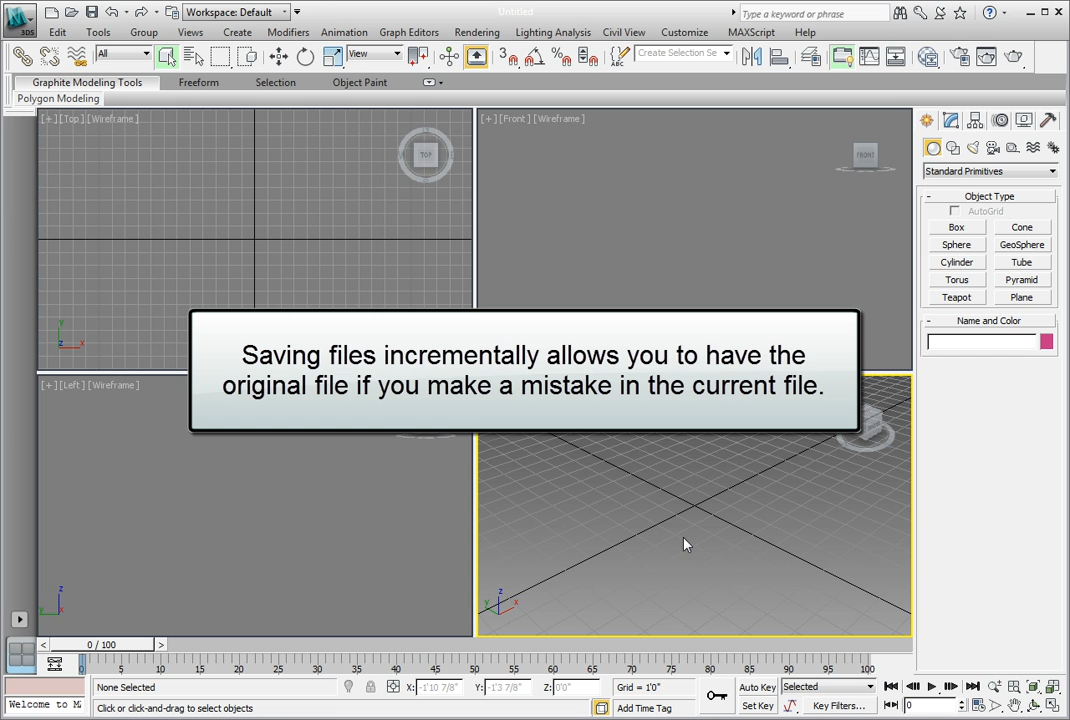 Untitled
Workspace: Default
Type a keyword or phrase
3DS
Edit Tools Group Views Create Modifiers Animation Graph Editors Rendering Lighting Analysis Civil View Customize MAXScript Help
All
View
Create Selection Se
Graphite Modeling Tools Freeform Selection Object Paint
Polygon Modeling
[+] [Top] [Wireframe]
TOP
[+] [Front] [Wireframe]
FRONT
Standard Primitives
- Object Type
AutoGrid
Box Cone
Sphere GeoSphere
Cylinder Tube
Torus Pyramid
Teapot Plane
- Name and Color
y
z x
Saving files incrementally allows you to have the
original file if you make a mistake in the current file.
[+] [Left] [Wireframe]
z
y x
z
y x
< 0 / 100 >
0 5 10 15 20 25 30 35 40 45 50 55 60 65 70 75 80 85 90 95 100
None Selected X: -1'10 7/8" Y: -1'3 7/8" Z: 0'0" Grid = 1'0" Auto Key Selected
Welcome to M Click or click-and-drag to select objects Add Time Tag Set Key Key Filters... 0